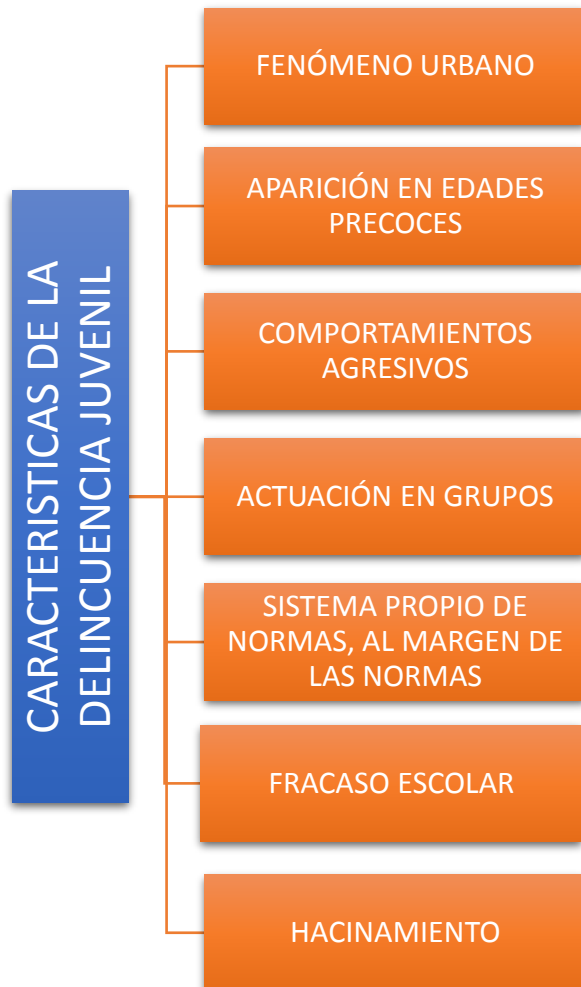 CARACTERISTICAS DE LA
DELINCUENCIA JUVENIL
FENÓMENO URBANO
APARICIÓN EN EDADES
PRECOCES
COMPORTAMIENTOS
AGRESIVOS
ACTUACIÓN EN GRUPOS
SISTEMA PROPIO DE
NORMAS, AL MARGEN DE
LAS NORMAS
FRACASO ESCOLAR
HACINAMIENTO